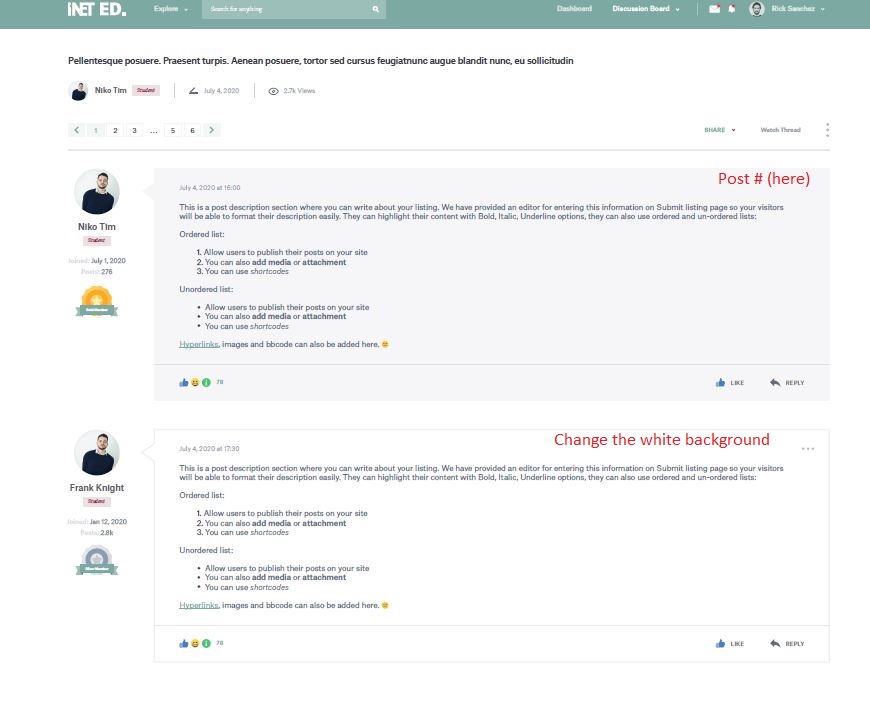 iNET ED.
Explore
Search for anything
Dashboard
Discussion Board
Rick Sanchez
Pellentesque posuere. Praesent turpis. Aenean posuere, tortor sed cursus feugiatnunc augue blandit nunc, eu sollicitudin
Niko Tim Student July 4, 2020 2.7k Views
1 2 3 ... 5 6
SHARE Watch Thread
Post # (here)
July 4, 2020 at 16:00
Niko Tim
Student
Joined: July 1, 2020
Posts: 276
Gold Member
This is a post description section where you can write about your listing. We have provided an editor for entering this information on Submit listing page so your visitors
will be able to format their description easily. They can highlight their content with Bold, Italic, Underline options, they can also use ordered and un-ordered lists:
Ordered list:
1. Allow users to publish their posts on your site
2. You can also add media or attachment
3. You can use shortcodes
Unordered list:
• Allow users to publish their posts on your site
• You can also add media or attachment
• You can use shortcodes
Hyperlinks, images and bbcode can also be added here.
78 LIKE REPLY
Change the white background
July 4, 2020 at 17:30
Frank Knight
Student
Joined: Jan 12, 2020
Posts: 2.8k
Silver Member
This is a post description section where you can write about your listing. We have provided an editor for entering this information on Submit listing page so your visitors
will be able to format their description easily. They can highlight their content with Bold, Italic, Underline options, they can also use ordered and un-ordered lists:
Ordered list:
1. Allow users to publish their posts on your site
2. You can also add media or attachment
3. You can use shortcodes
Unordered list:
• Allow users to publish their posts on your site
• You can also add media or attachment
• You can use shortcodes
Hyperlinks, images and bbcode can also be added here.
78 LIKE REPLY